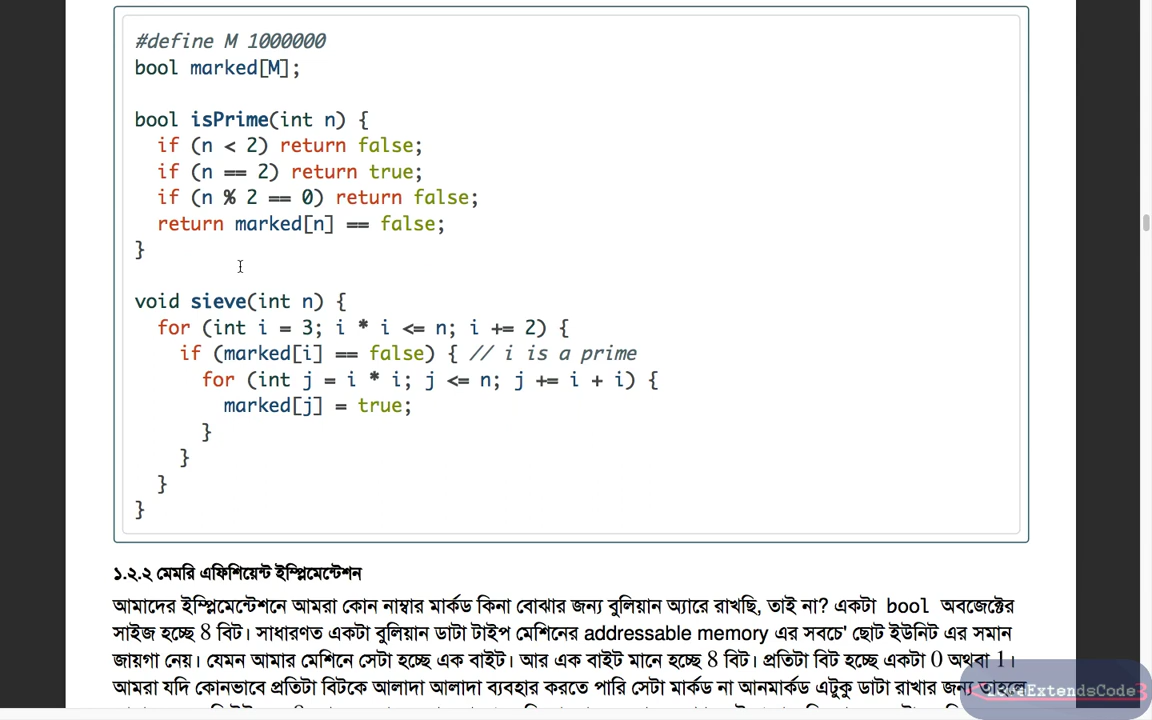 #define M 1000000
bool marked[M];
bool isPrime(int n) {
if (n < 2) return false;
if (n == 2) return true;
if (n % 2 == 0) return false;
return marked[n] == false;
}
void sieve(int n) {
for (int i = 3; i * i <= n; i += 2) {
if (marked[i] == false) { // i is a prime
for (int j = i * i; j <= n; j += i + i) {
marked[j] = true;
}
}
}
}
১.২.২ মেমরি এফিশিয়েন্ট ইম্প্লিমেন্টেশন
আমাদের ইম্প্লিমেন্টেশনে আমরা কোন নাম্বার মার্কড কিনা বোঝার জন্য বুলিয়ান অ্যারে রাখছি, তাই না? একটা bool অবজেক্টের
সাইজ হচ্ছে 8 বিট। সাধারণত একটা বুলিয়ান ডাটা টাইপ মেশিনের addressable memory এর সবচে' ছোট ইউনিট এর সমান
জায়গা নেয়। যেমন আমার মেশিনে সেটা হচ্ছে এক বাইট। আর এক বাইট মানে হচ্ছে 8 বিট। প্রতিটা বিট হচ্ছে একটা 0 অথবা 1।
আমরা যদি কোনভাবে প্রতিটা বিটকে আলাদা আলাদা ব্যবহার করতে পারি সেটা মার্কড না আনমার্কড এটুকু ডাটা রাখার জন্য তাহলে